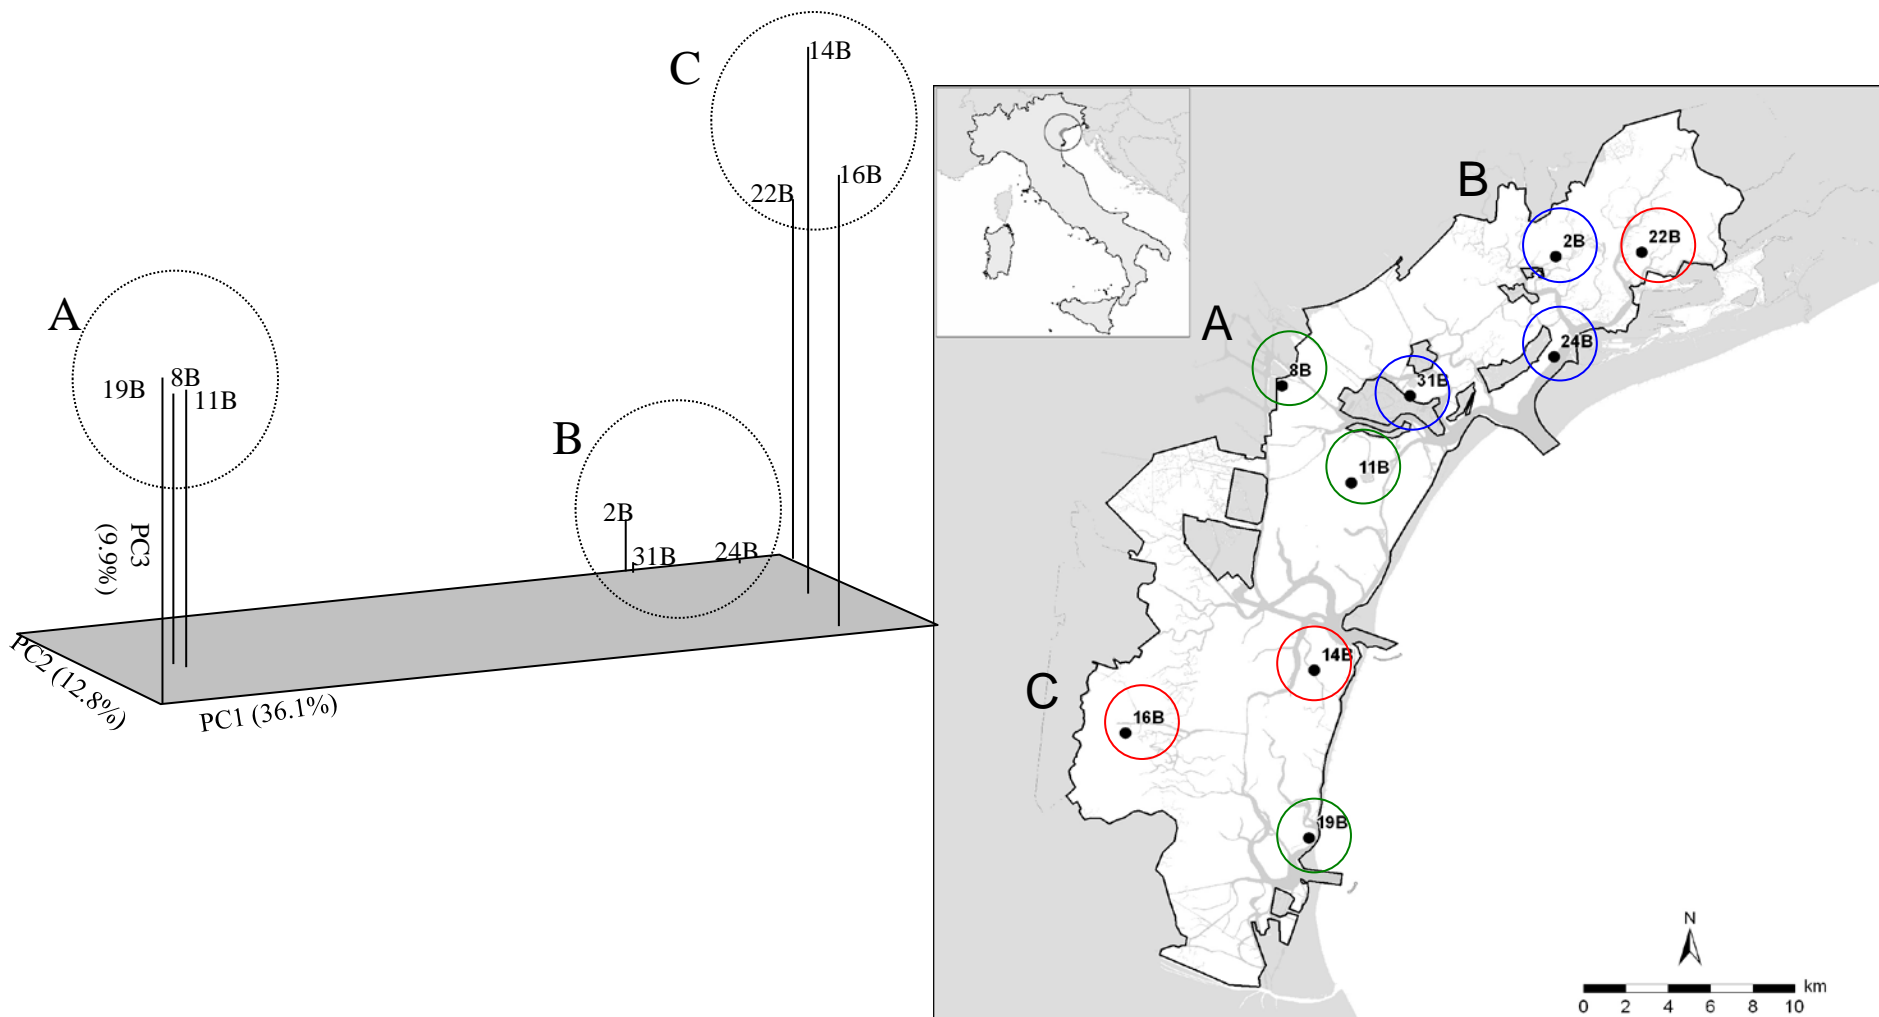 C
14B
16B
22B
A
19B
8B
11B
B
2B
31B
24B
PC3
(9.9%)
PC2 (12.8%)
PC1 (36.1%)
B
2B
22B
A
24B
8B
31B
11B
14B
C
16B
19B
N
km
0 2 4 6 8 10